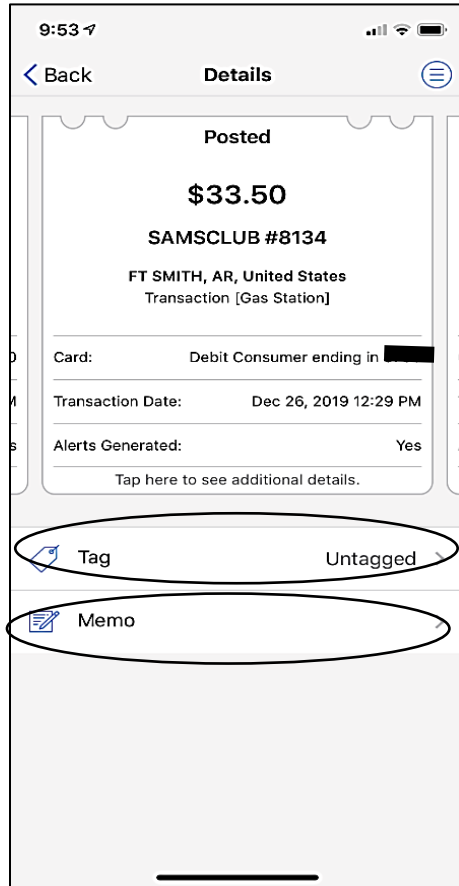 9:53
Back Details
Posted
$33.50
SAMSCLUB #8134
FT SMITH, AR, United States
Transaction [Gas Station]
Card: Debit Consumer ending in
Transaction Date: Dec 26, 2019 12:29 PM
Alerts Generated: Yes
Tap here to see additional details.
Tag Untagged
Memo